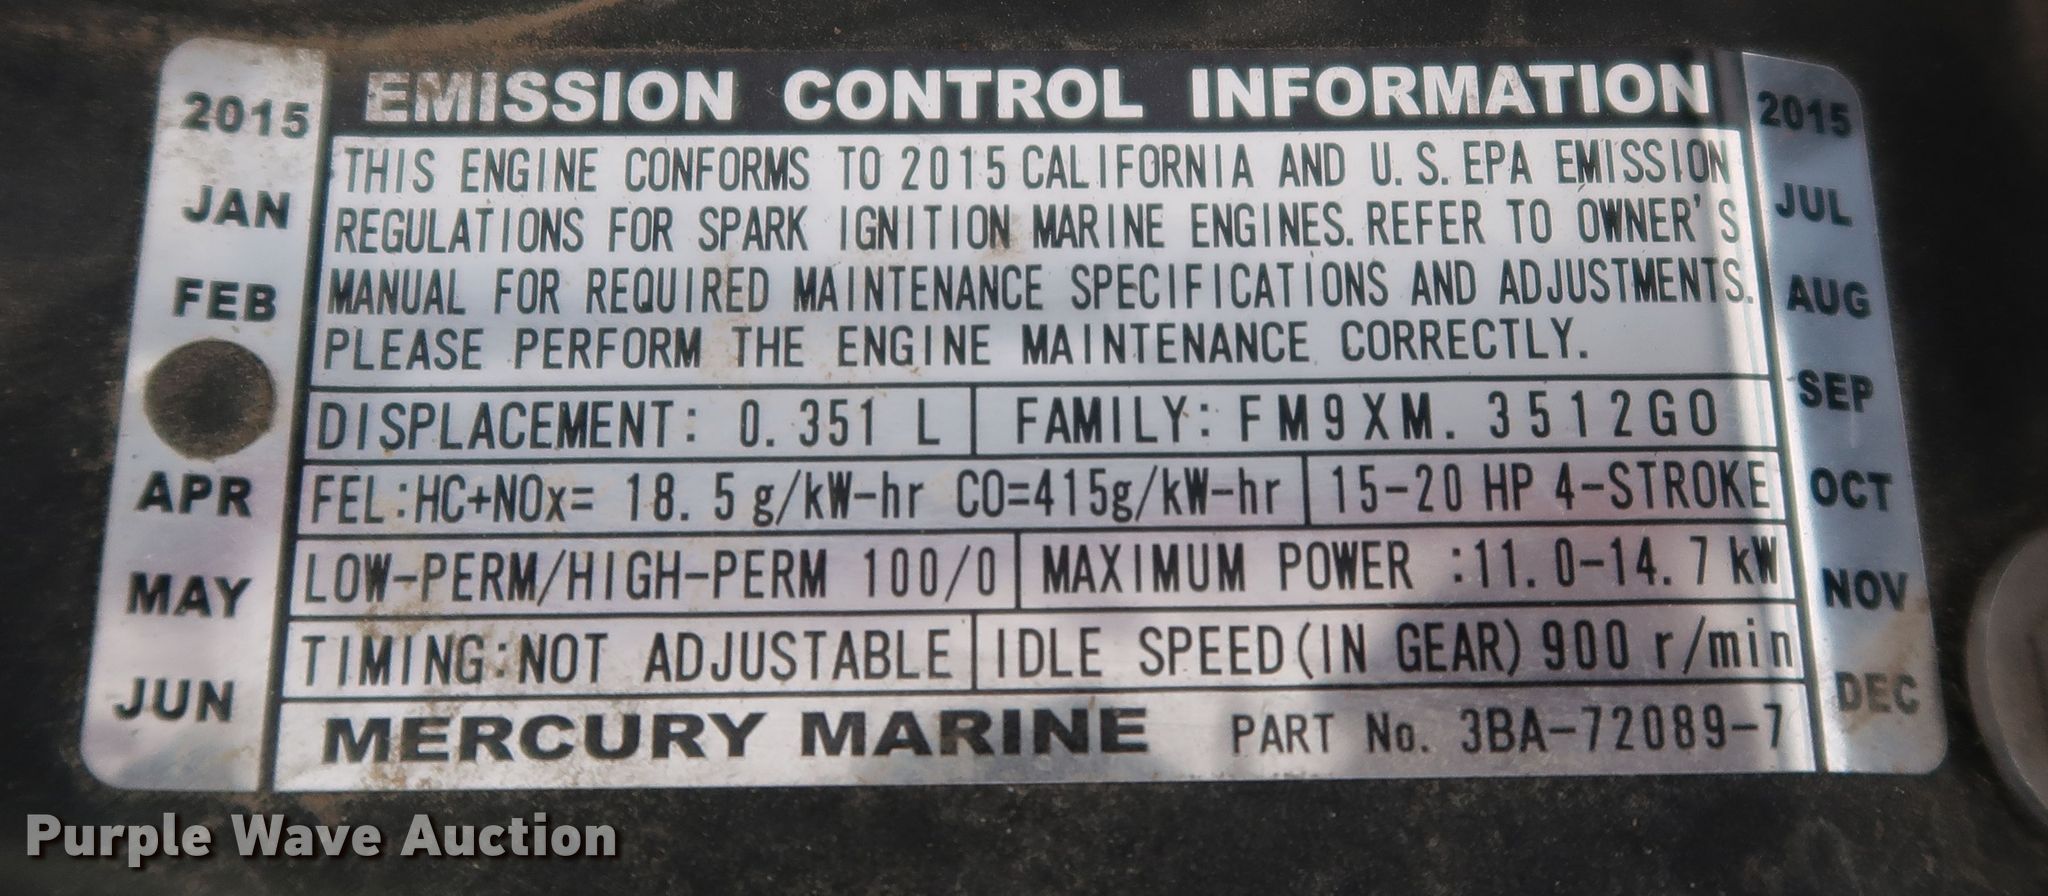 EMISSION CONTROL INFORMATION
2015
JAN
FEB
APR
MAY
JUN
THIS ENGINE CONFORMS TO 2015 CALIFORNIA AND U.S. EPA EMISSION
REGULATIONS FOR SPARK IGNITION MARINE ENGINES. REFER TO OWNER'S
MANUAL FOR REQUIRED MAINTENANCE SPECIFICATIONS AND ADJUSTMENTS.
PLEASE PERFORM THE ENGINE MAINTENANCE CORRECTLY.
DISPLACEMENT: 0.351 L
FAMILY: FM9XM.3512G0
FEL:HC+NOx= 18.5 g/kW-hr CO=415g/kW-hr
15-20 HP 4-STROKE
LOW-PERM/HIGH-PERM 100/0
MAXIMUM POWER :11.0-14.7 kW
TIMING:NOT ADJUSTABLE
IDLE SPEED(IN GEAR) 900 r/min
MERCURY MARINE PART No. 3BA-72089-7
2015
JUL
AUG
SEP
OCT
NOV
DEC
Purple Wave Auction